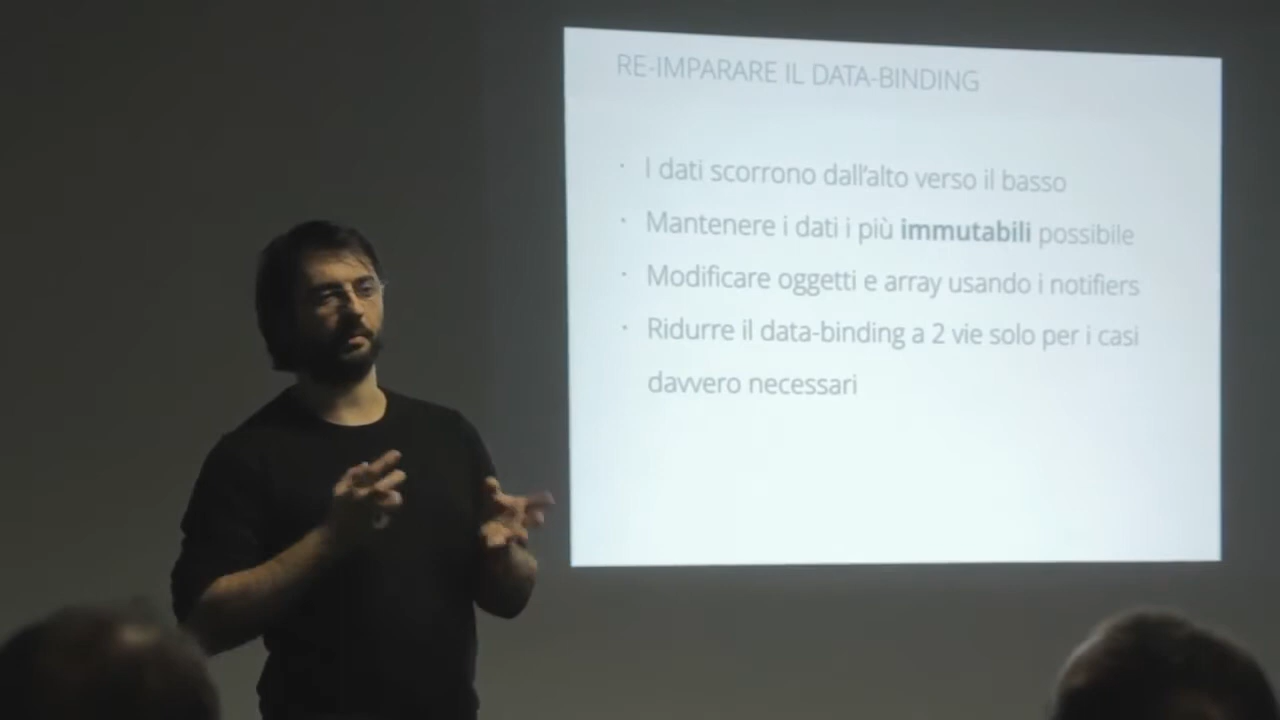 RE-IMPARARE IL DATA-BINDING
· I dati scorrono dall'alto verso il basso
· Mantenere i dati i più immutabili possibile
· Modificare oggetti e array usando i notifiers
· Ridurre il data-binding a 2 vie solo per i casi
davvero necessari